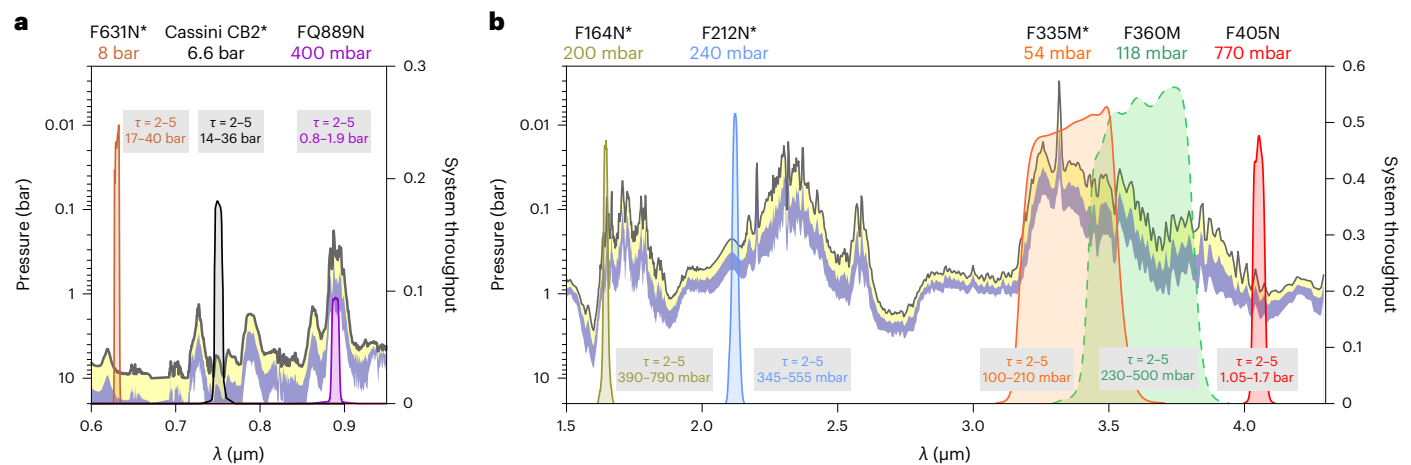 a
F631N* Cassini CB2* FQ889N
8 bar 6.6 bar 400 mbar
0.3
0.2
0.1
0
System throughput
0.01
0.1
1
10
Pressure (bar)
τ = 2–5
17–40 bar
τ = 2–5
14–36 bar
τ = 2–5
0.8–1.9 bar
0.6 0.7 0.8 0.9
λ (μm)
b
F164N* F212N* F335M* F360M F405N
200 mbar 240 mbar 54 mbar 118 mbar 770 mbar
0.6
0.5
0.4
0.3
0.2
0.1
0
System throughput
0.01
0.1
1
10
Pressure (bar)
τ = 2–5
390–790 mbar
τ = 2–5
345–555 mbar
τ = 2–5
100–210 mbar
τ = 2–5
230–500 mbar
τ = 2–5
1.05–1.7 bar
1.5 2.0 2.5 3.0 3.5 4.0
λ (μm)